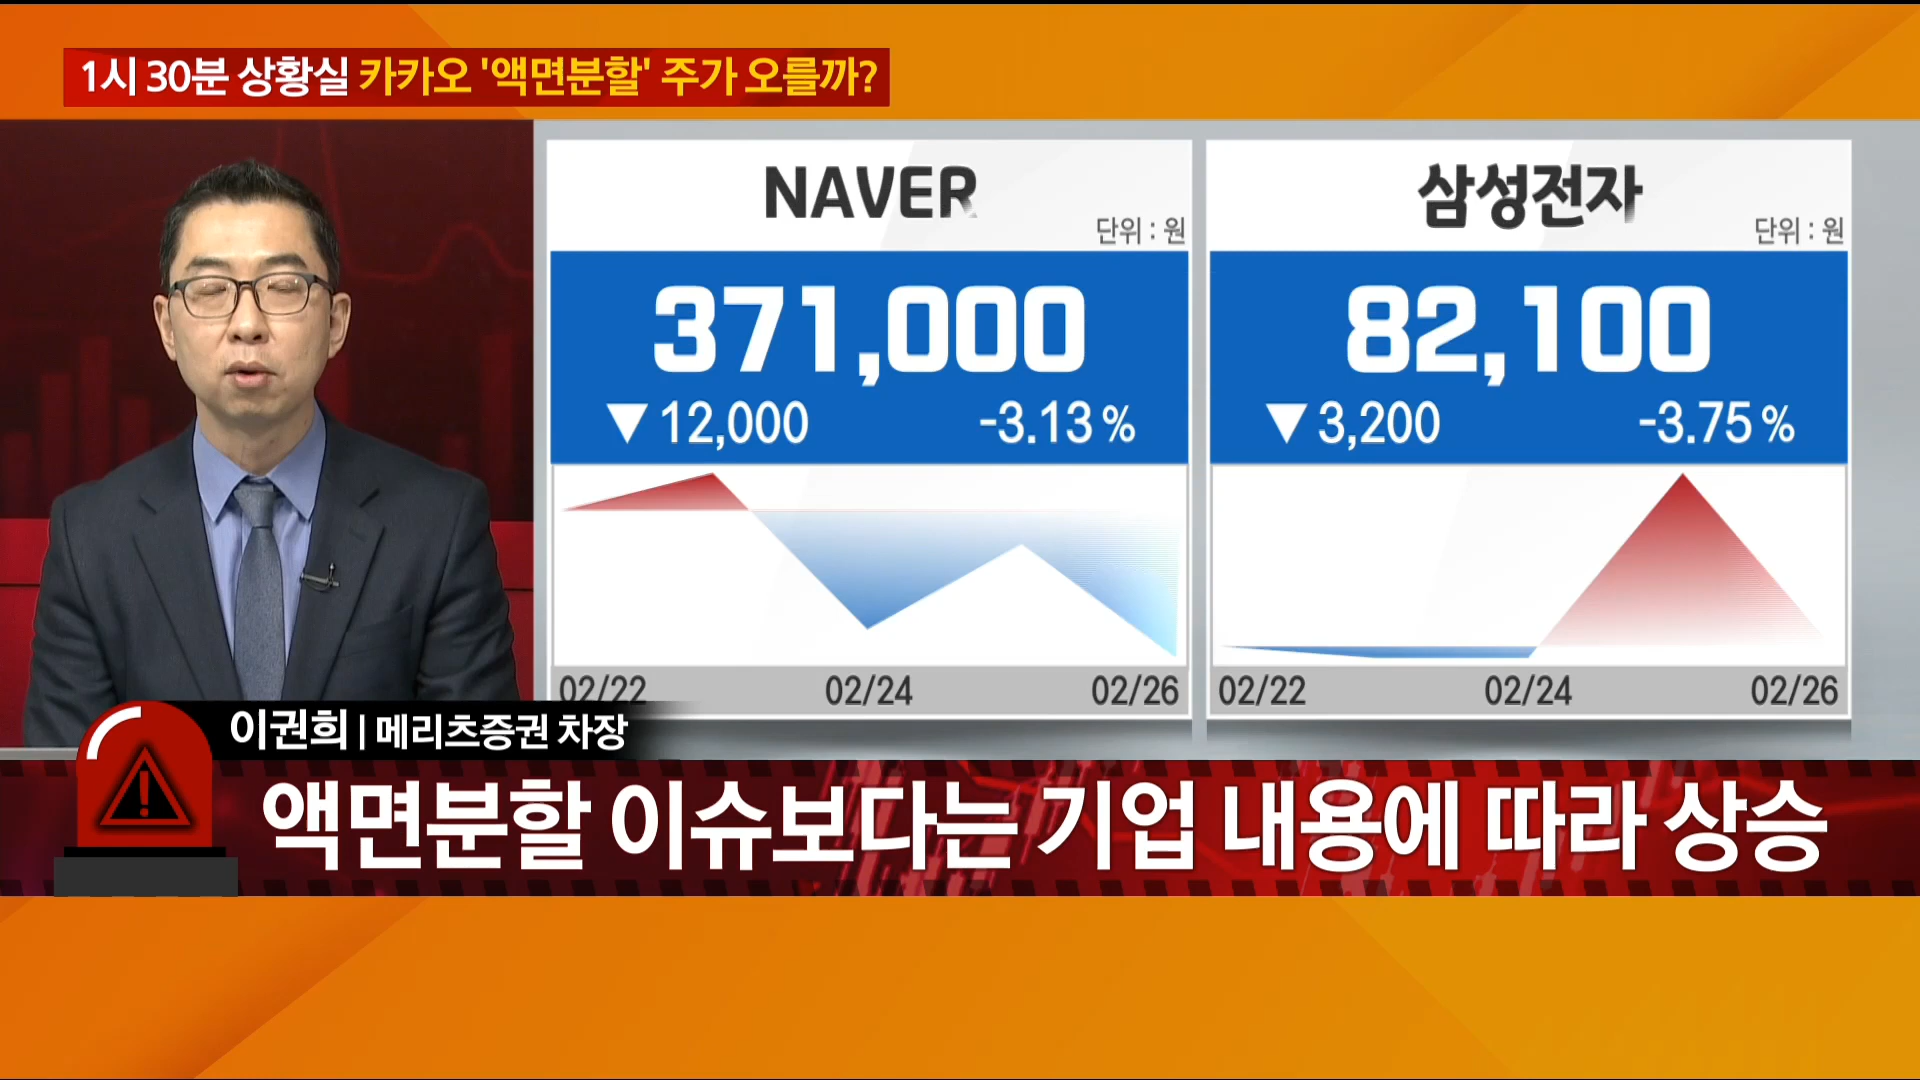 1시 30분 상황실 카카오 '액면분할' 주가 오를까?
NAVER
단위 : 원
371,000
▼12,000 -3.13%
02/22 02/24 02/26
삼성전자
단위 : 원
82,100
▼3,200 -3.75%
02/22 02/24 02/26
이권희 | 메리츠증권 차장
액면분할 이슈보다는 기업 내용에 따라 상승